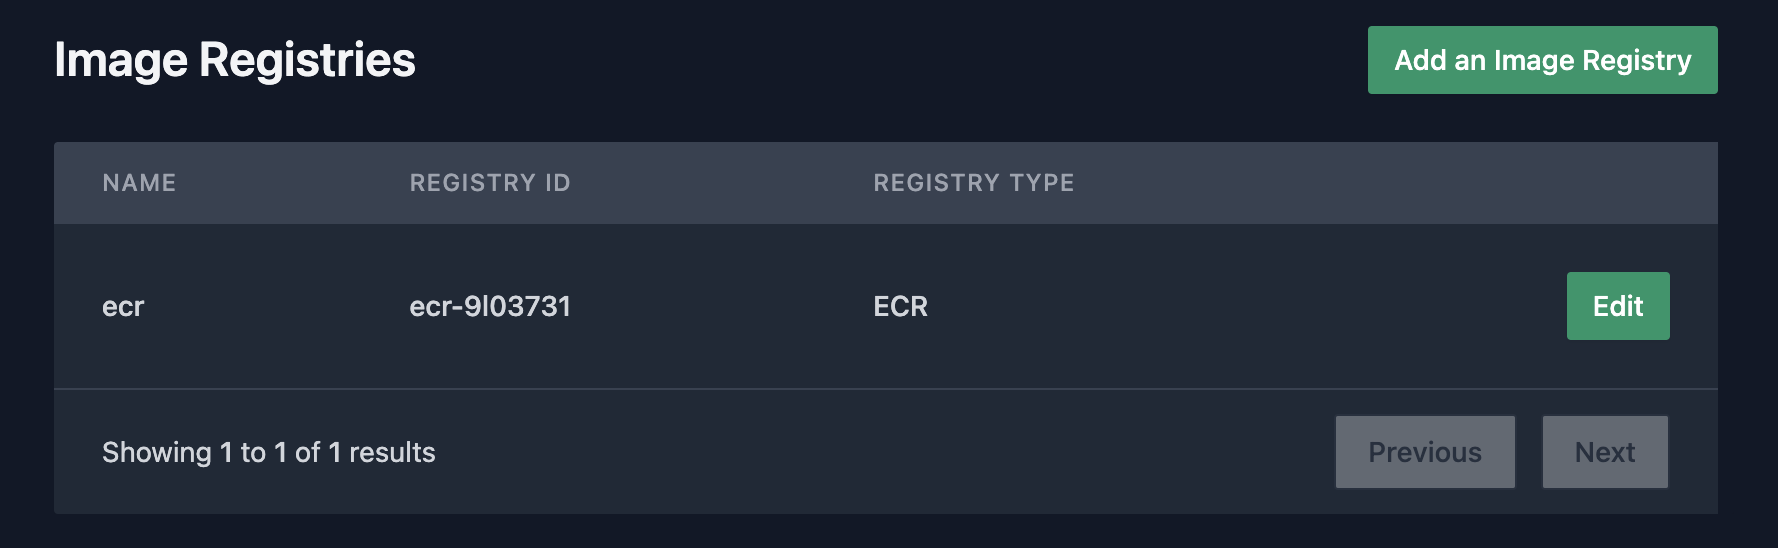 Image Registries
Add an Image Registry
NAME REGISTRY ID REGISTRY TYPE
ecr ecr-9l03731 ECR Edit
Showing 1 to 1 of 1 results Previous Next